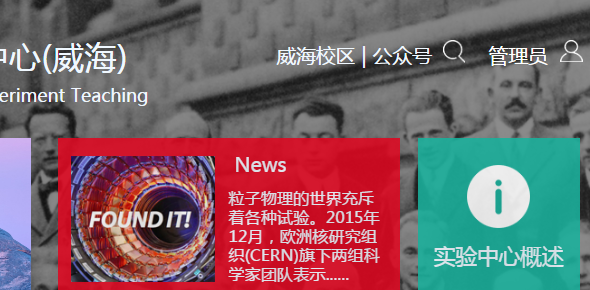 中心(威海)
威海校区 | 公众号
管理员
eriment Teaching
FOUND IT!
News
粒子物理的世界充斥
着各种试验。2015年
12月，欧洲核研究组
织(CERN)旗下两组科
学家团队表示......
实验中心概述